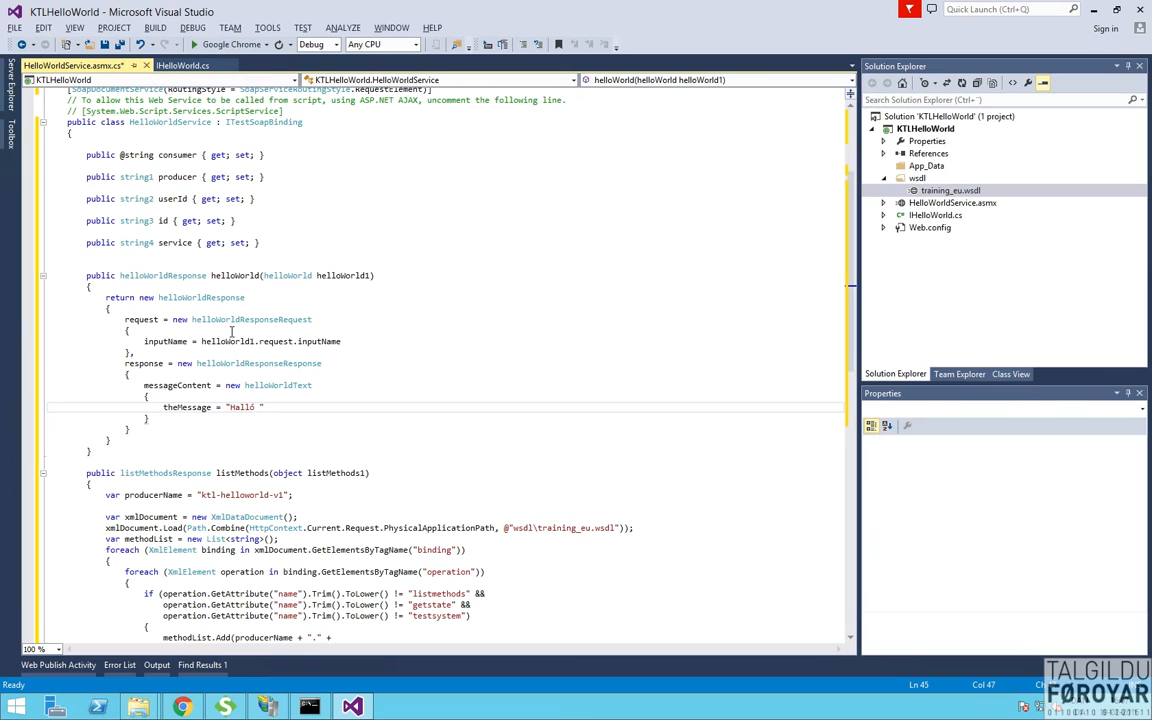 KTLHelloWorld - Microsoft Visual Studio
Quick Launch (Ctrl+Q)
FILE EDIT VIEW PROJECT BUILD DEBUG TEAM TOOLS TEST ANALYZE WINDOW HELP
Sign in
Google Chrome Debug Any CPU
HelloWorldService.asmx.cs* IHelloWorld.cs
KTLHelloWorld KTLHelloWorld.HelloWorldService helloWorld(helloWorld helloWorld1)
[SoapDocumentService(RoutingStyle = SoapServiceRoutingStyle.RequestElement)]
// To allow this Web Service to be called from script, using ASP.NET AJAX, uncomment the following line.
// [System.Web.Script.Services.ScriptService]
public class HelloWorldService : ITestSoapBinding
{
public @string consumer { get; set; }
public string1 producer { get; set; }
public string2 userId { get; set; }
public string3 id { get; set; }
public string4 service { get; set; }
public helloWorldResponse helloWorld(helloWorld helloWorld1)
{
return new helloWorldResponse
{
request = new helloWorldResponseRequest
{
inputName = helloWorld1.request.inputName
},
response = new helloWorldResponseResponse
{
messageContent = new helloWorldText
{
theMessage = "Halló "
}
}
}
}
public listMethodsResponse listMethods(object listMethods1)
{
var producerName = "ktl-helloworld-v1";
var xmlDocument = new XmlDataDocument();
xmlDocument.Load(Path.Combine(HttpContext.Current.Request.PhysicalApplicationPath, @"wsdl\training_eu.wsdl"));
var methodList = new List<string>();
foreach (XmlElement binding in xmlDocument.GetElementsByTagName("binding"))
{
foreach (XmlElement operation in binding.GetElementsByTagName("operation"))
{
if (operation.GetAttribute("name").Trim().ToLower() != "listmethods" &&
operation.GetAttribute("name").Trim().ToLower() != "getstate" &&
operation.GetAttribute("name").Trim().ToLower() != "testsystem")
{
methodList.Add(producerName + "." +
100 %
Server Explorer
Toolbox
Solution Explorer
Search Solution Explorer (Ctrl+)
Solution 'KTLHelloWorld' (1 project)
KTLHelloWorld
Properties
References
App_Data
wsdl
training_eu.wsdl
HelloWorldService.asmx
IHelloWorld.cs
Web.config
Solution Explorer Team Explorer Class View
Properties
Web Publish Activity Error List Output Find Results 1
Ready Ln 45 Col 47
TALGILDU
FØROYAR